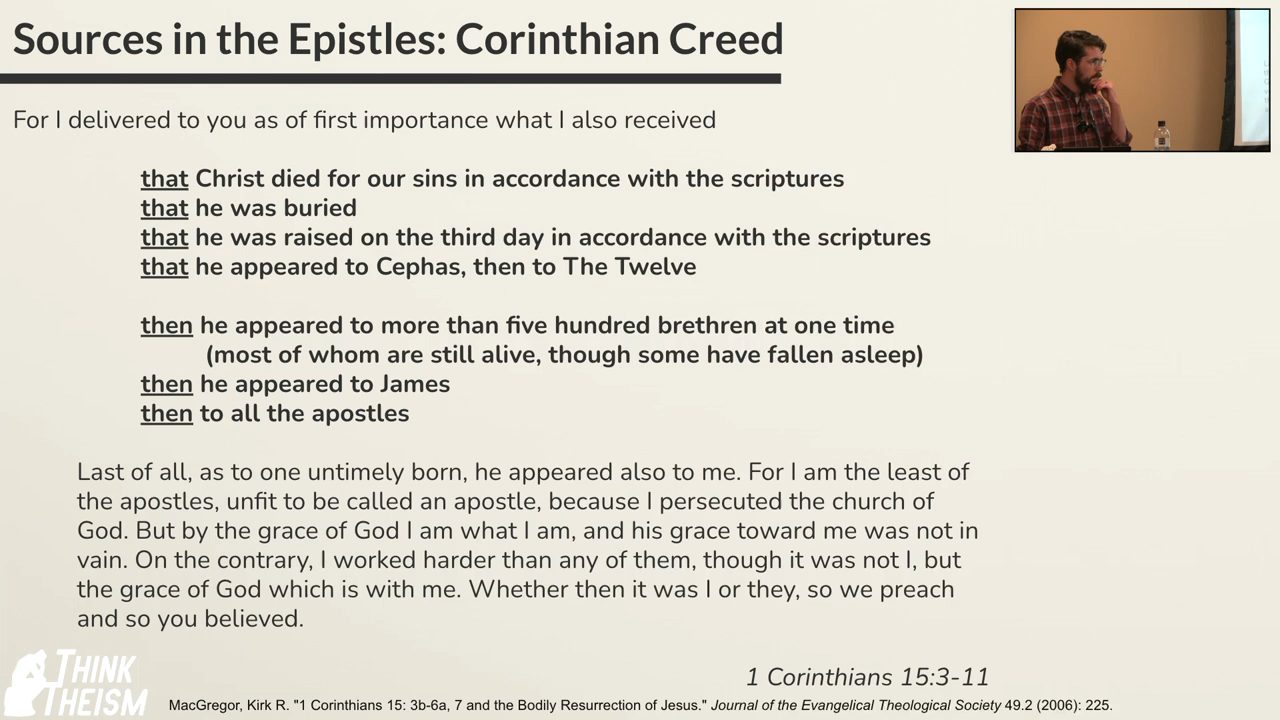 Sources in the Epistles: Corinthian Creed
For I delivered to you as of first importance what I also received
that Christ died for our sins in accordance with the scriptures
that he was buried
that he was raised on the third day in accordance with the scriptures
that he appeared to Cephas, then to The Twelve
then he appeared to more than five hundred brethren at one time
(most of whom are still alive, though some have fallen asleep)
then he appeared to James
then to all the apostles
Last of all, as to one untimely born, he appeared also to me. For I am the least of
the apostles, unfit to be called an apostle, because I persecuted the church of
God. But by the grace of God I am what I am, and his grace toward me was not in
vain. On the contrary, I worked harder than any of them, though it was not I, but
the grace of God which is with me. Whether then it was I or they, so we preach
and so you believed.
1 Corinthians 15:3-11
THINK
THEISM
MacGregor, Kirk R. "1 Corinthians 15: 3b-6a, 7 and the Bodily Resurrection of Jesus." Journal of the Evangelical Theological Society 49.2 (2006): 225.